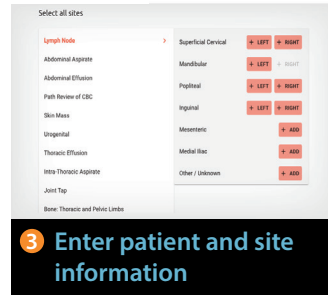 Select all sites
Lymph Node >
Abdominal Aspirate
Abdominal Effusion
Path Review of CBC
Skin Mass
Urogenital
Thoracic Effusion
Intra-Thoracic Aspirate
Joint Tap
Bone: Thoracic and Pelvic Limbs
Superficial Cervical + LEFT + RIGHT
Mandibular + LEFT + RIGHT
Popliteal + LEFT + RIGHT
Inguinal + LEFT + RIGHT
Mesenteric + ADD
Medial Iliac + ADD
Other / Unknown + ADD
3 Enter patient and site
information